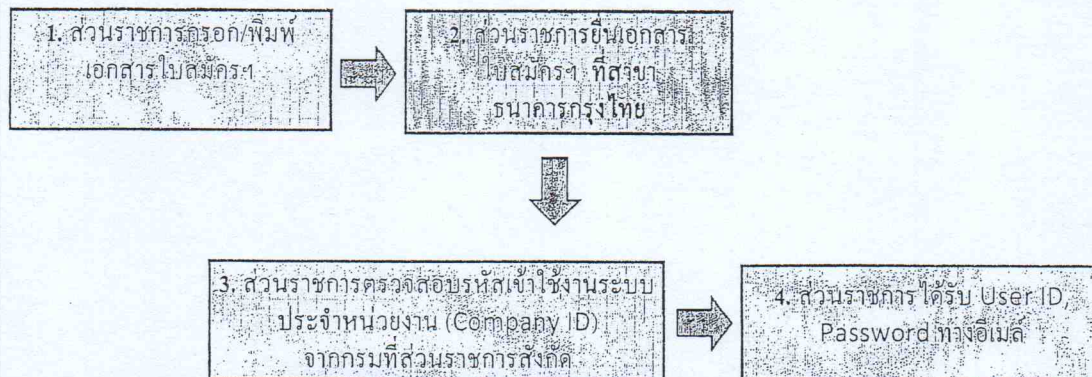 1. ส่วนราชการกรอก/พิมพ์
เอกสารใบสมัครฯ
2. ส่วนราชการยื่นเอกสาร
ใบสมัครฯ ที่สาขา
ธนาคารกรุงไทย
3. ส่วนราชการตรวจสอบรหัสเข้าใช้งานระบบ
ประจำหน่วยงาน (Company ID)
จากกรมที่ส่วนราชการสังกัด
4. ส่วนราชการได้รับ User ID,
Password ทางอีเมล์